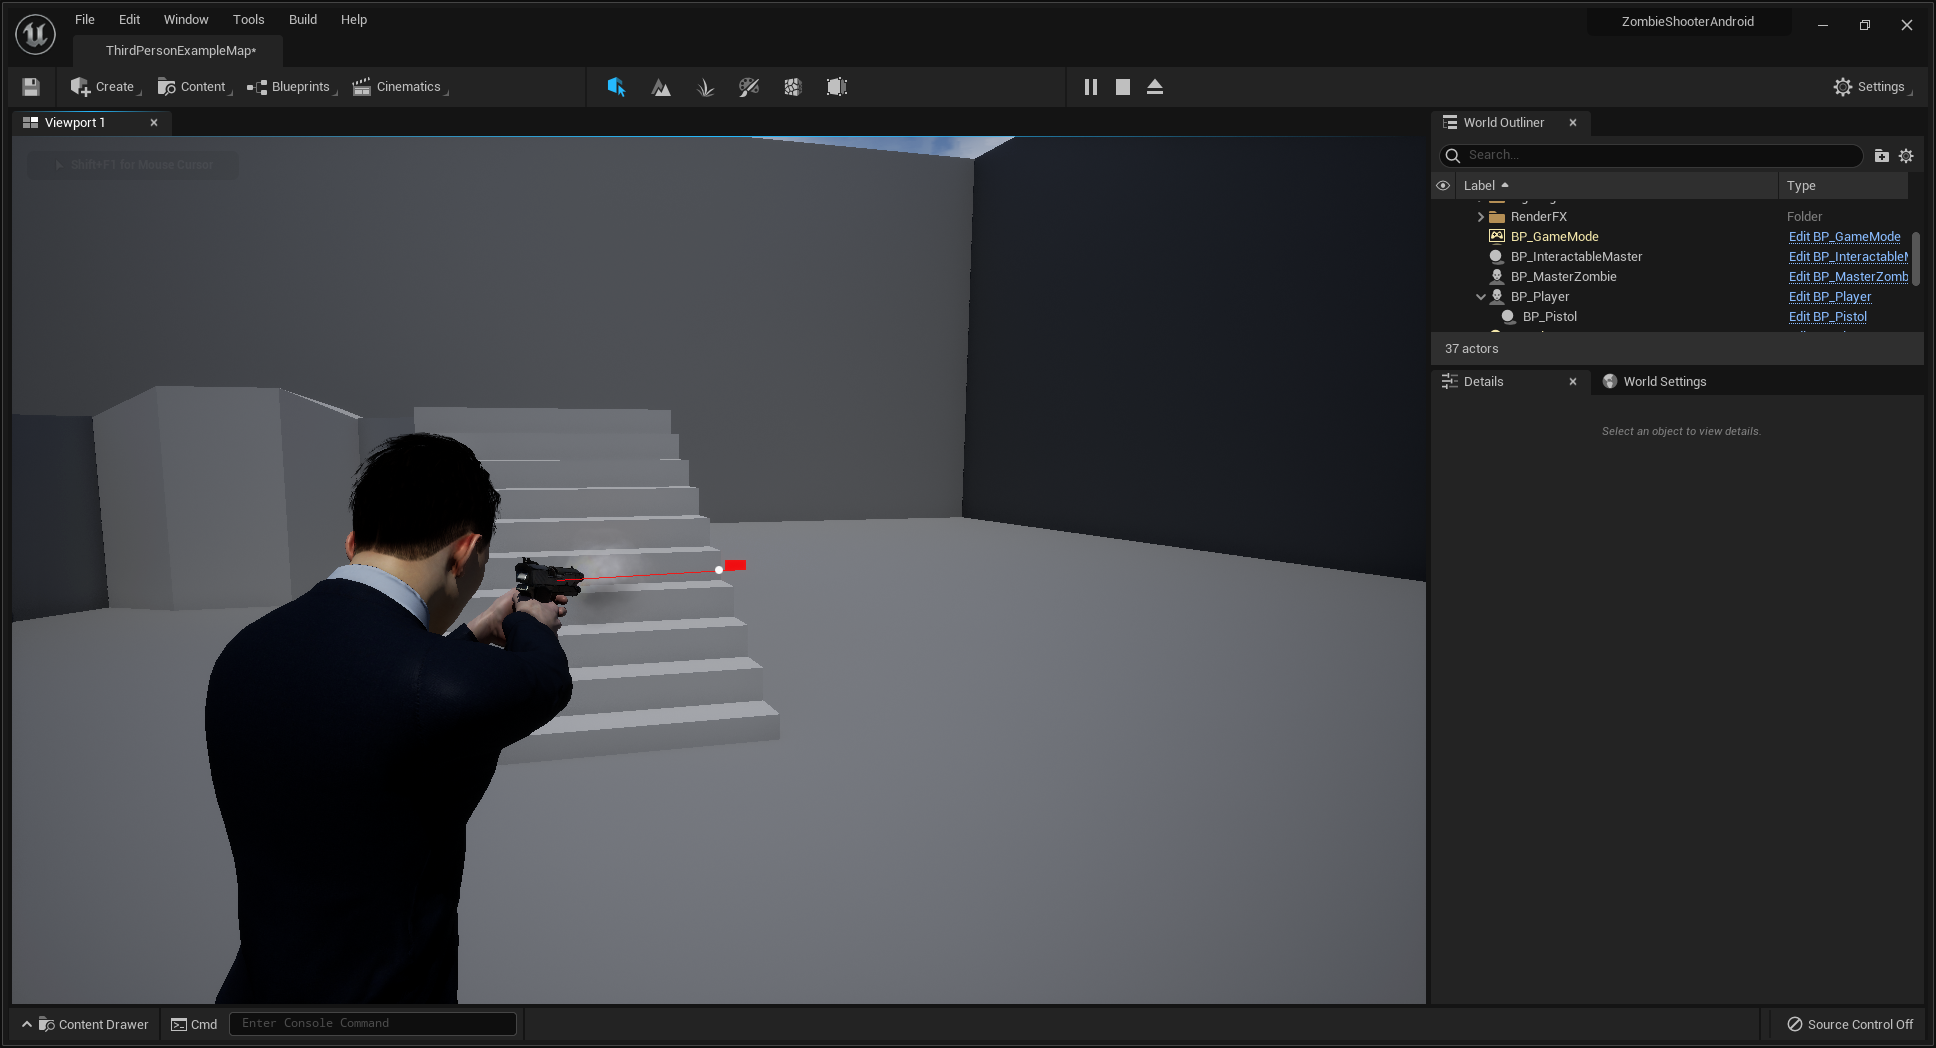 File Edit Window Tools Build Help
ZombieShooterAndroid
ThirdPersonExampleMap*
Create Content Blueprints Cinematics
Settings
Viewport 1
Shift+F1 for Mouse Cursor
World Outliner
Search...
Label Type
RenderFX Folder
BP_GameMode Edit BP_GameMode
BP_InteractableMaster Edit BP_Interactable
BP_MasterZombie Edit BP_MasterZomb
BP_Player Edit BP_Player
BP_Pistol Edit BP_Pistol
37 actors
Details World Settings
Select an object to view details.
Content Drawer Cmd Enter Console Command
Source Control Off